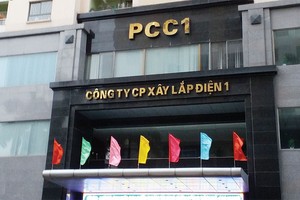 PCC1
CÔNG TY CP XÂY LẮP ĐIỆN 1